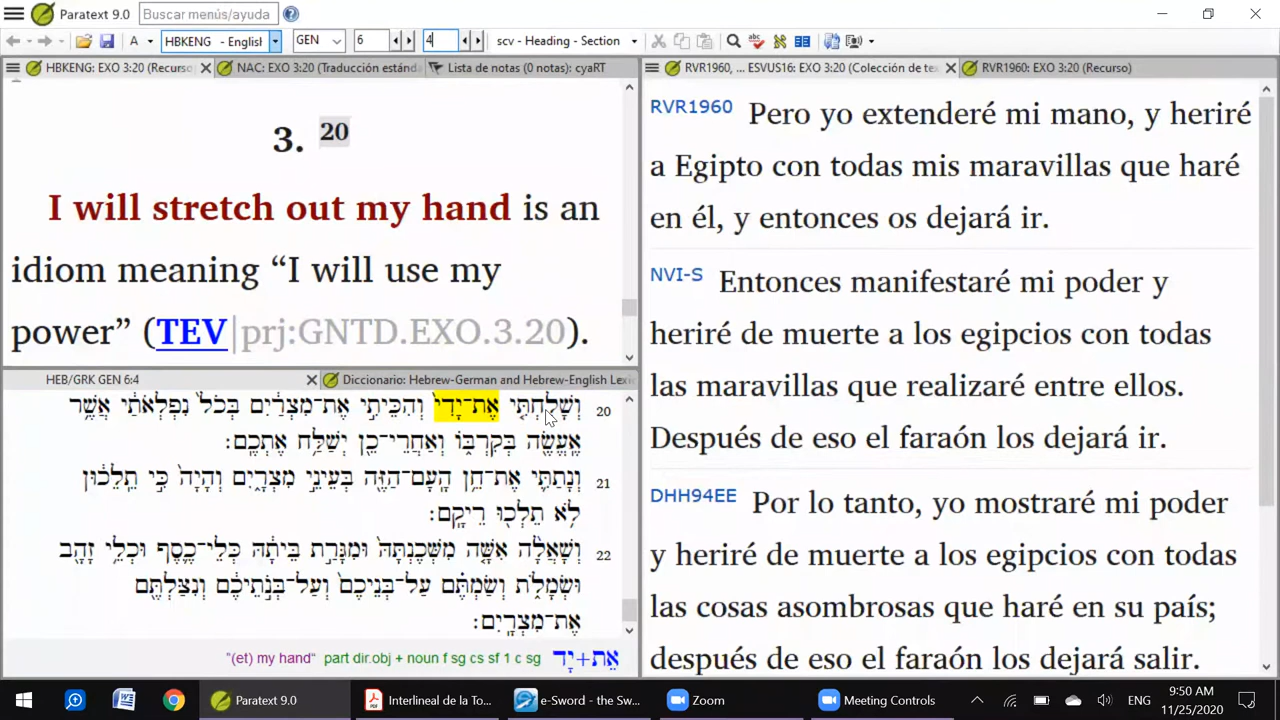 Paratext 9.0
Buscar menús/ayuda
A
HBKENG - English
GEN
6
4
scv - Heading - Section
HBKENG: EXO 3:20 (Recurso
NAC: EXO 3:20 (Traducción estánd
Lista de notas (0 notas): cyaRT
3. 20
I will stretch out my hand is an
idiom meaning “I will use my
power” (TEV|prj:GNTD.EXO.3.20).
HEB/GRK GEN 6:4
Diccionario: Hebrew-German and Hebrew-English Lexic
20 וְשָׁלַחְתִּ֤י אֶת־יָדִי֙ וְהִכֵּיתִ֣י אֶת־מִצְרַ֔יִם בְּכֹל֙ נִפְלְאֹתַ֔י אֲשֶׁ֥ר
אֶֽעֱשֶׂ֖ה בְּקִרְבּ֑וֹ וְאַחֲרֵי־כֵ֖ן יְשַׁלַּ֥ח אֶתְכֶֽם׃
21 וְנָתַתִּ֛י אֶת־חֵ֥ן הָֽעָם־הַזֶּ֖ה בְּעֵינֵ֣י מִצְרָ֑יִם וְהָיָה֙ כִּ֣י תֵֽלֵכ֔וּן
לֹ֥א תֵלְכ֖וּ רֵיקָֽם׃
22 וְשָׁאֲלָ֨ה אִשָּׁ֤ה מִשְּׁכֶנְתָּהּ֙ וּמִגָּרַ֣ת בֵּיתָ֔הּ כְּלֵי־כֶ֛סֶף וּכְלֵ֥י זָהָ֖ב
וּשְׂמָלֹ֑ת וְשַׂמְתֶּ֗ם עַל־בְּנֵיכֶם֙ וְעַל־בְּנֹ֣תֵיכֶ֔ם וְנִצַּלְתֶּ֖ם
אֶת־מִצְרָֽיִם׃
"(et) my hand" part dir.obj + noun f sg cs sf 1 c sg אֵת+יָד
RVR1960, ... ESVUS16: EXO 3:20 (Colección de tex
RVR1960: EXO 3:20 (Recurso)
RVR1960 Pero yo extenderé mi mano, y heriré
a Egipto con todas mis maravillas que haré
en él, y entonces os dejará ir.
NVI-S Entonces manifestaré mi poder y
heriré de muerte a los egipcios con todas
las maravillas que realizaré entre ellos.
Después de eso el faraón los dejará ir.
DHH94EE Por lo tanto, yo mostraré mi poder
y heriré de muerte a los egipcios con todas
las cosas asombrosas que haré en su país;
después de eso el faraón los dejará salir.
Paratext 9.0
Interlineal de la To...
e-Sword - the Sw...
Zoom
Meeting Controls
ENG
9:50 AM
11/25/2020